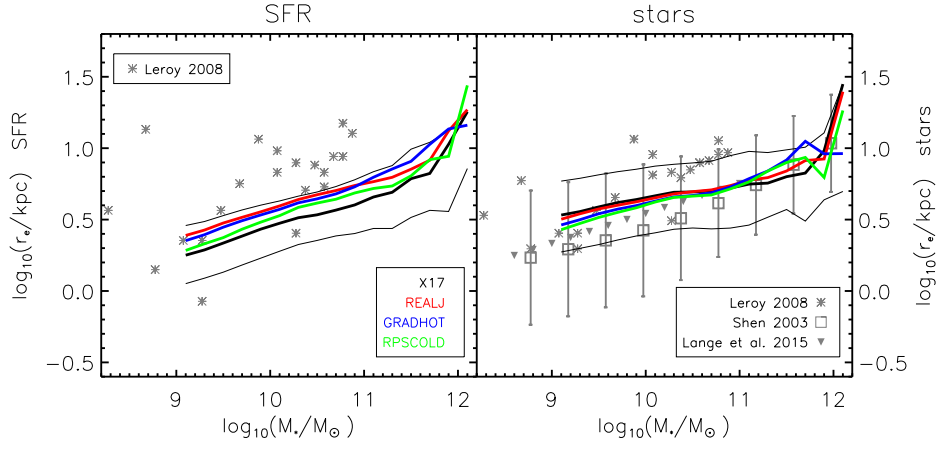 SFR
stars
Leroy 2008
1.5
1.0
0.5
0.0
−0.5
SFR
log10(re/kpc)
X17
REALJ
GRADHOT
RPSCOLD
9
10
11
12
log10(M*/M⊙)
Leroy 2008
Shen 2003
Lange et al. 2015
9
10
11
12
log10(M*/M⊙)
1.5
1.0
0.5
0.0
−0.5
stars
log10(re/kpc)